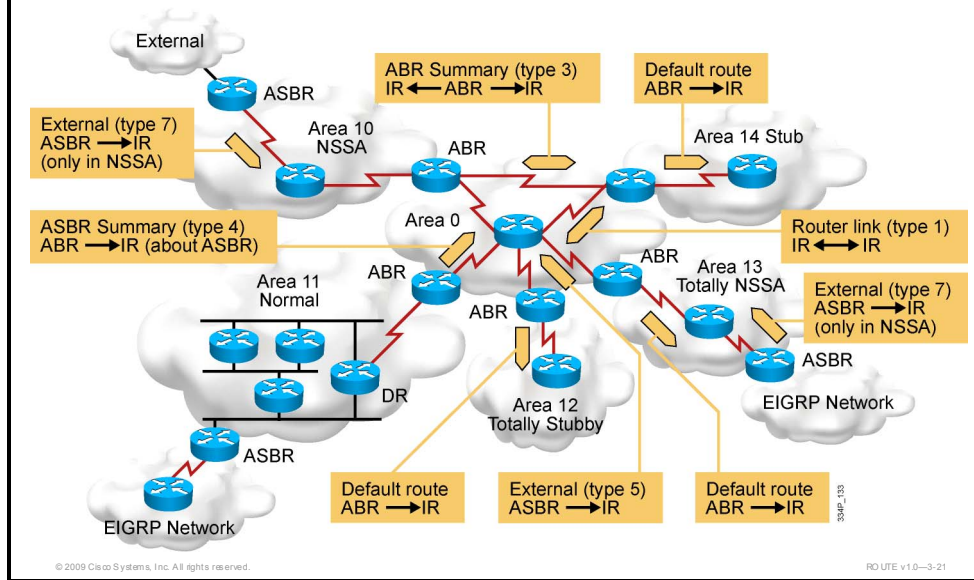 External
ASBR
External (type 7)
ASBR → IR
(only in NSSA)
Area 10
NSSA
ABR Summary (type 3)
IR ← ABR → IR
Default route
ABR → IR
Area 14 Stub
ABR
ASBR Summary (type 4)
ABR → IR (about ASBR)
Area 0
Router link (type 1)
IR ↔ IR
Area 11
Normal
ABR
ABR
ABR
Area 13
Totally NSSA
External (type 7)
ASBR → IR
(only in NSSA)
DR
Area 12
Totally Stubby
ASBR
EIGRP Network
ASBR
EIGRP Network
Default route
ABR → IR
External (type 5)
ASBR → IR
Default route
ABR → IR
334P_133
© 2009 Cisco Systems, Inc. All rights reserved.
ROUTE v1.0—3-21